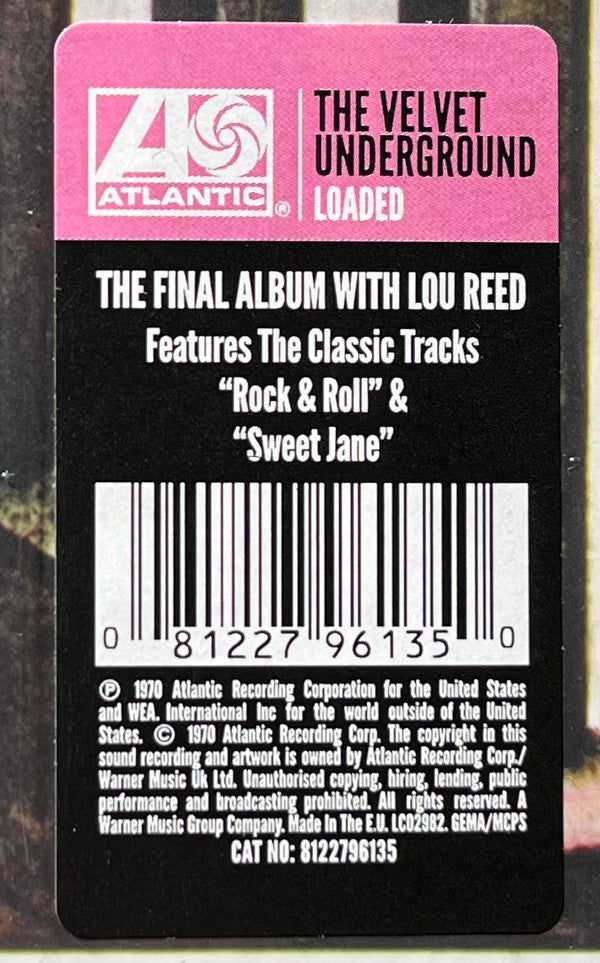 ATLANTIC ®
THE VELVET
UNDERGROUND
LOADED
THE FINAL ALBUM WITH LOU REED
Features The Classic Tracks
“Rock & Roll” &
“Sweet Jane”
0 81227 96135 0
℗ 1970 Atlantic Recording Corporation for the United States
and WEA. International Inc for the world outside of the United
States. © 1970 Atlantic Recording Corp. The copyright in this
sound recording and artwork is owned by Atlantic Recording Corp./
Warner Music Uk Ltd. Unauthorised copying, hiring, lending, public
performance and broadcasting prohibited. All rights reserved. A
Warner Music Group Company. Made In The E.U. LC02982. GEMA/MCPS
CAT NO: 8122796135